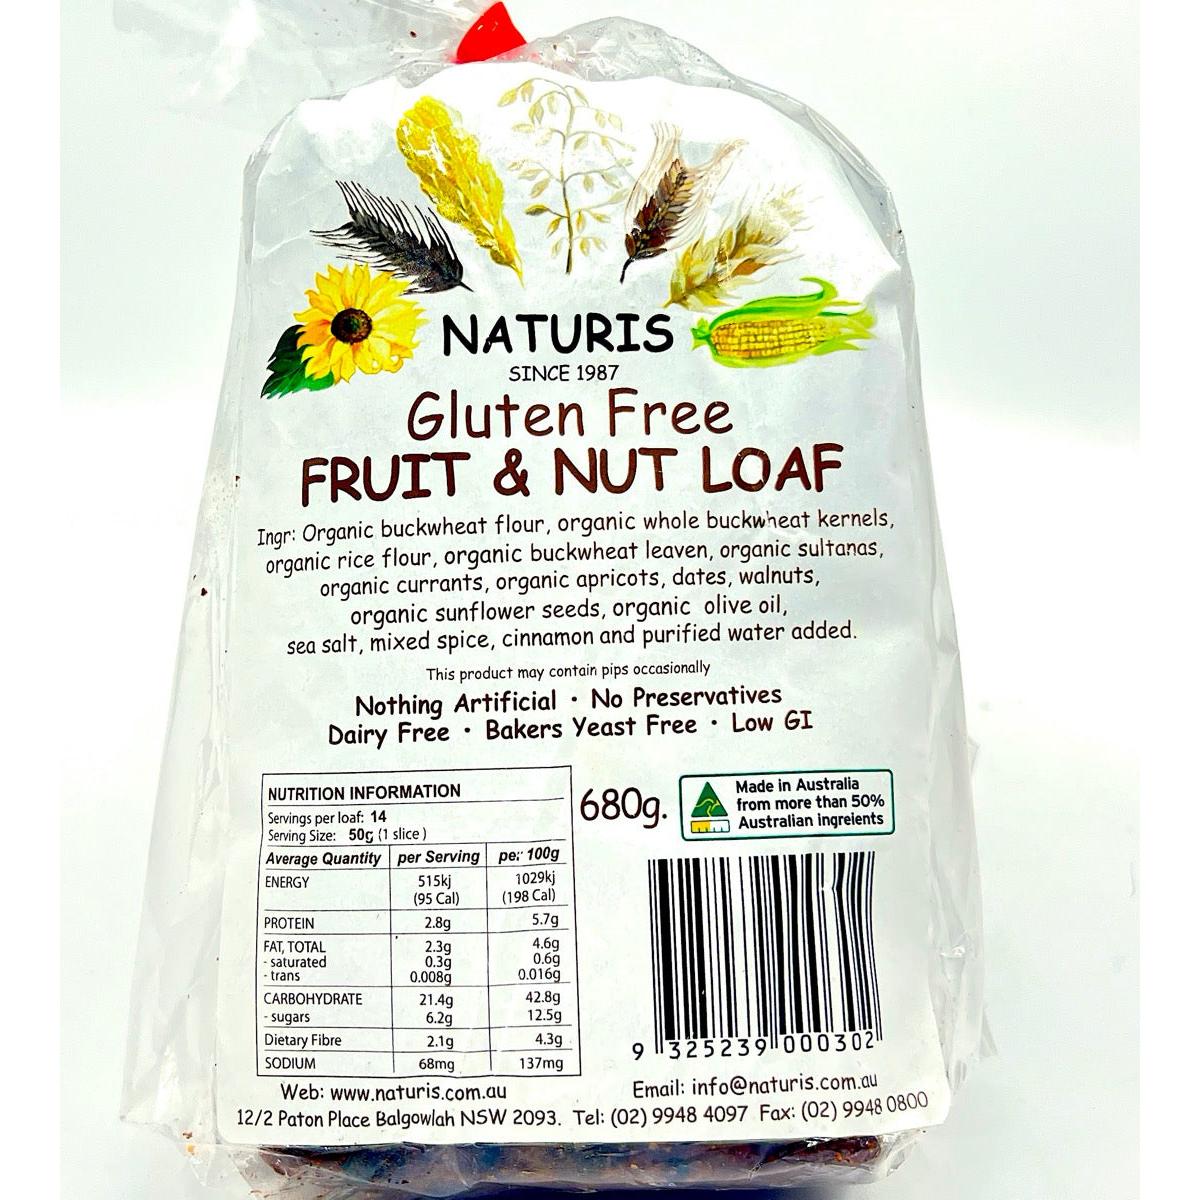 NATURIS
SINCE 1987
Gluten Free
FRUIT & NUT LOAF
Ingr: Organic buckwheat flour, organic whole buckwheat kernels,
organic rice flour, organic buckwheat leaven, organic sultanas,
organic currants, organic apricots, dates, walnuts,
organic sunflower seeds, organic olive oil,
sea salt, mixed spice, cinnamon and purified water added.
This product may contain pips occasionally
Nothing Artificial · No Preservatives
Dairy Free · Bakers Yeast Free · Low GI
NUTRITION INFORMATION
Servings per loaf: 14
Serving Size: 50g (1 slice)
Average Quantity per Serving per 100g
ENERGY 515kj 1029kj
(95 Cal) (198 Cal)
PROTEIN 2.8g 5.7g
FAT, TOTAL 2.3g 4.6g
- saturated 0.3g 0.6g
- trans 0.008g 0.016g
CARBOHYDRATE 21.4g 42.8g
- sugars 6.2g 12.5g
Dietary Fibre 2.1g 4.3g
SODIUM 68mg 137mg
680g.
Made in Australia
from more than 50%
Australian ingreients
9 325239 000302
Web: www.naturis.com.au Email: info@naturis.com.au
12/2 Paton Place Balgowlah NSW 2093. Tel: (02) 9948 4097 Fax: (02) 9948 0800